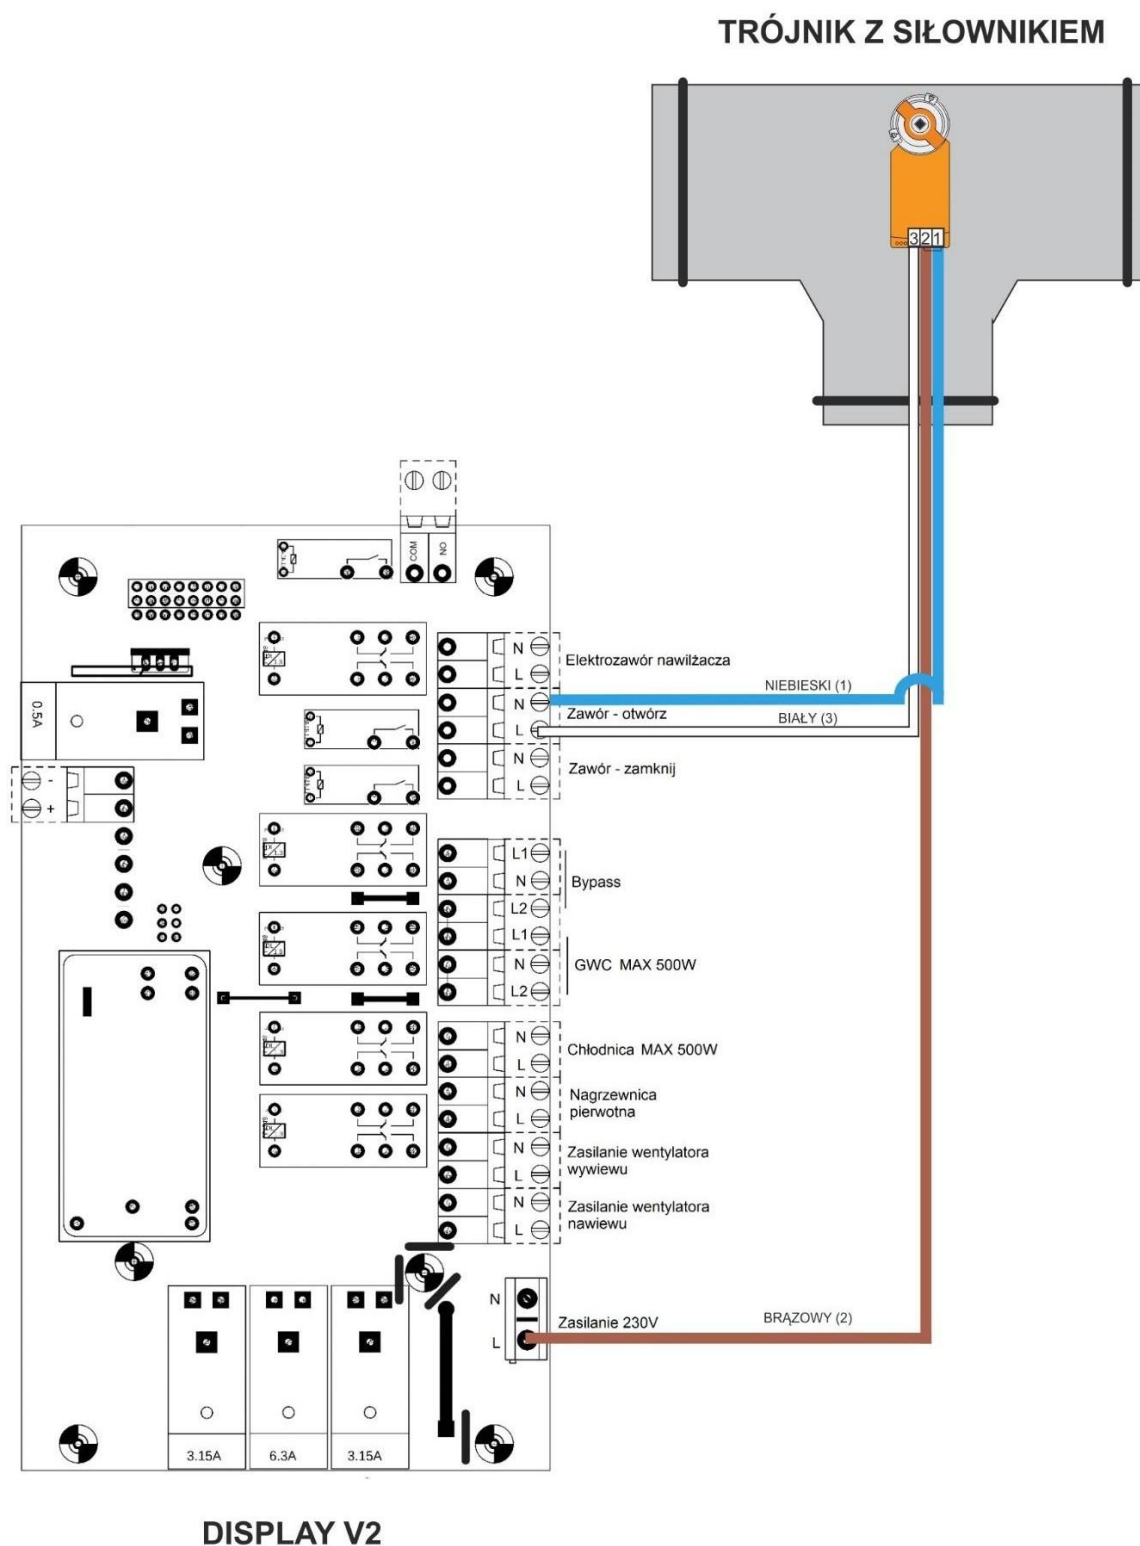 TRÓJNIK Z SIŁOWNIKIEM
3 2 1
COM
NO
N
L
Elektrozawór nawilżacza
NIEBIESKI (1)
N
Zawór - otwórz
BIAŁY (3)
L
N
Zawór - zamknij
L
0.5A
-
+
L1
N
Bypass
L2
L1
N
GWC MAX 500W
L2
N
Chłodnica MAX 500W
L
N
Nagrzewnica
pierwotna
L
N
Zasilanie wentylatora
wywiewu
L
N
Zasilanie wentylatora
nawiewu
L
N
Zasilanie 230V
BRĄZOWY (2)
L
3.15A
6.3A
3.15A
DISPLAY V2